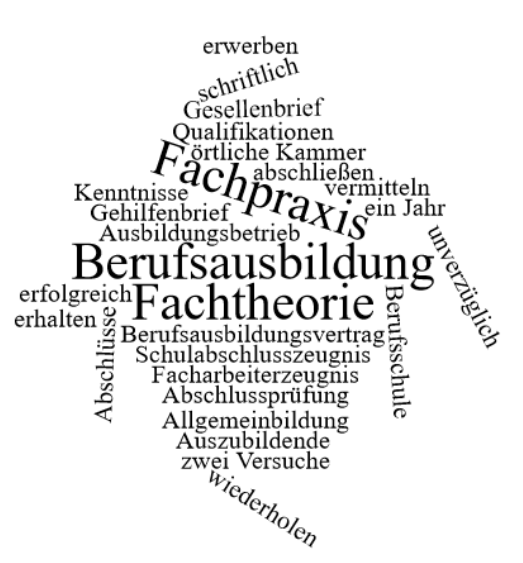 erwerben
schriftlich
Gesellenbrief
Qualifikationen
örtliche Kammer
Fachpraxis
abschließen
Kenntnisse
vermitteln
Gehilfenbrief
ein Jahr
Ausbildungsbetrieb
unverzüglich
Berufsausbildung
erfolgreich
Fachtheorie
erhalten
Abschlüsse
Berufsschule
Berufsausbildungsvertrag
Schulabschlusszeugnis
Facharbeiterzeugnis
Abschlussprüfung
Allgemeinbildung
Auszubildende
zwei Versuche
wiederholen